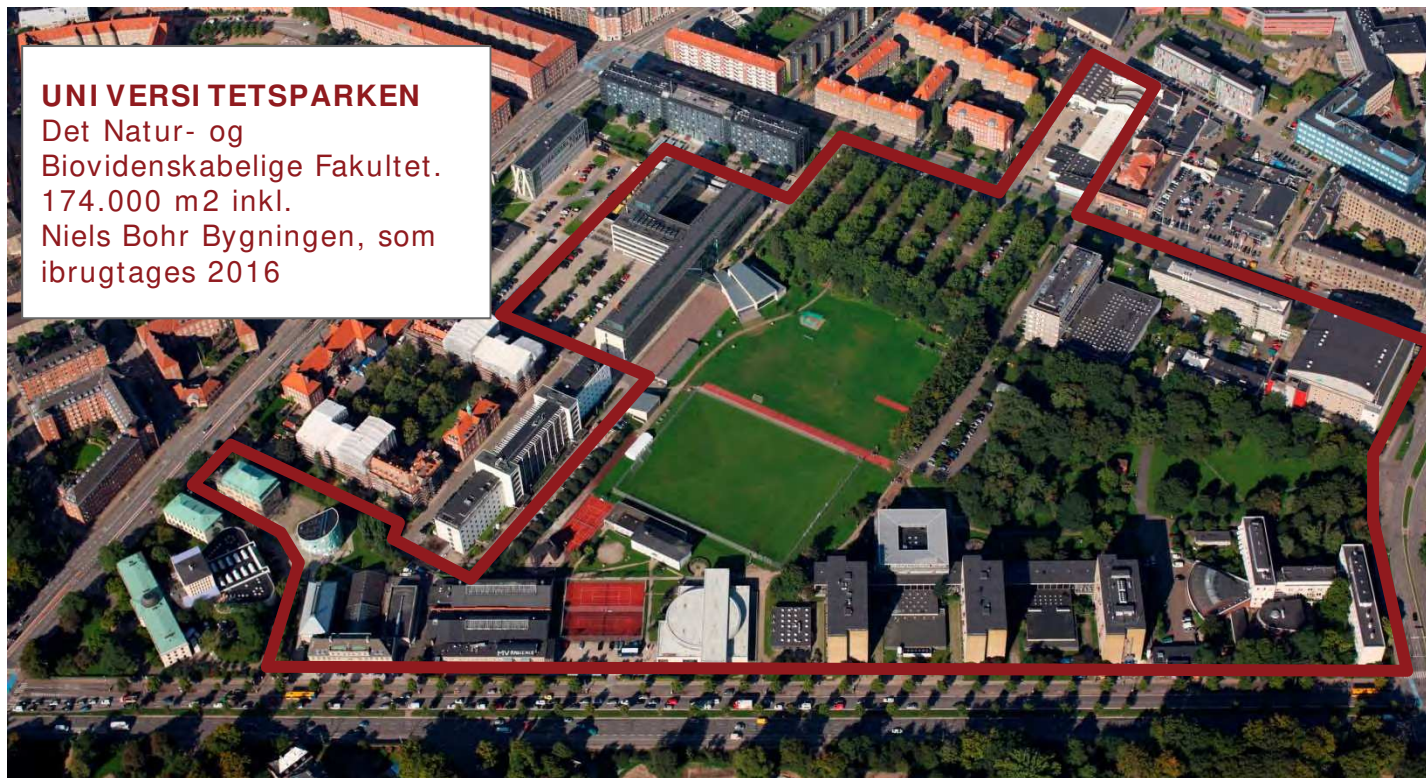 UNIVERSITETSPARKEN
Det Natur- og
Biovidenskabelige Fakultet.
174.000 m2 inkl.
Niels Bohr Bygningen, som
ibrugtages 2016